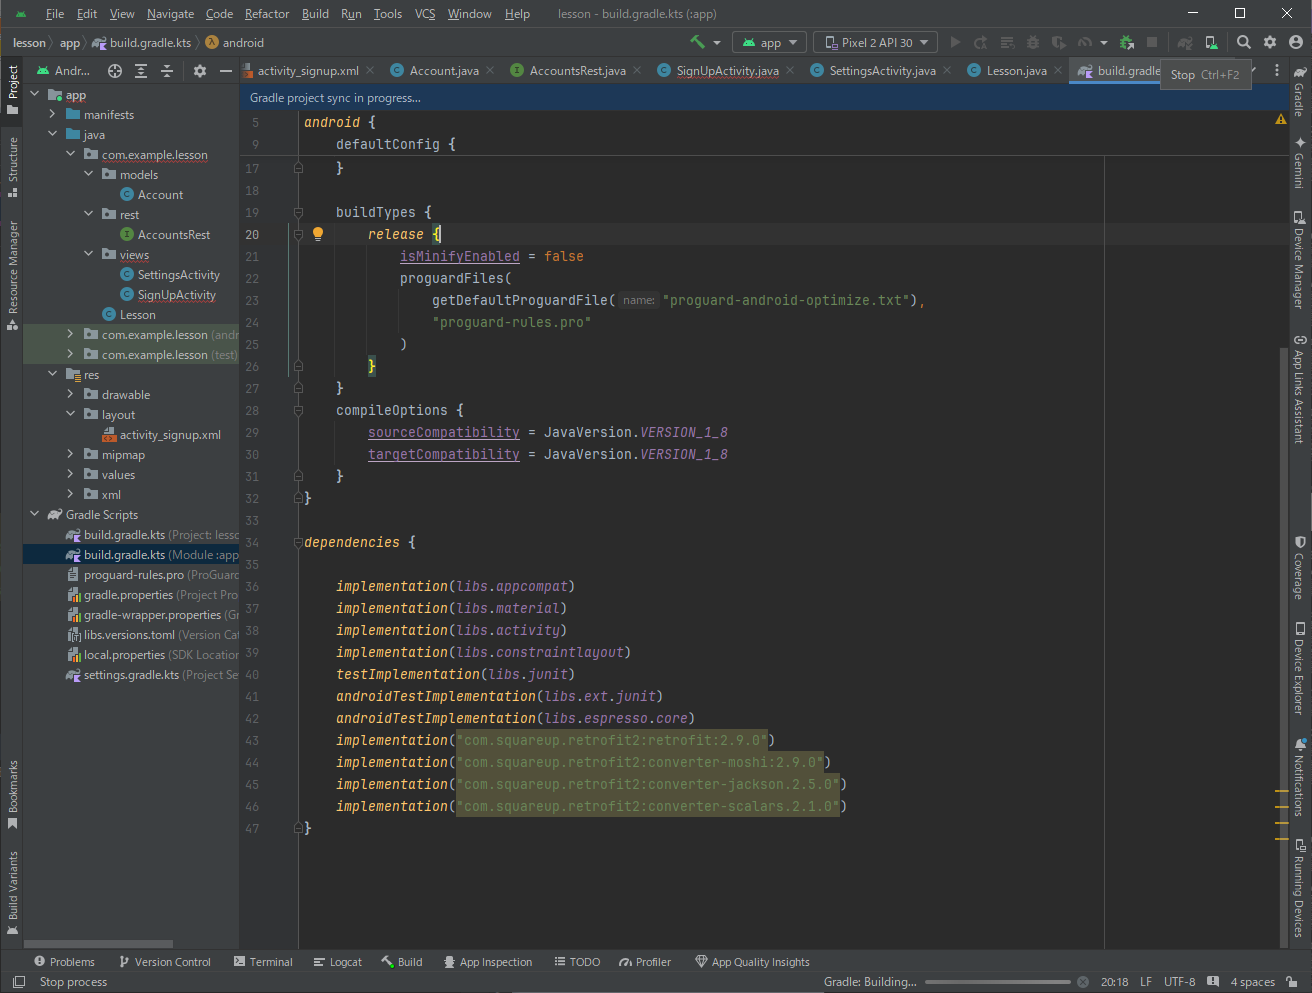 File Edit View Navigate Code Refactor Build Run Tools VCS Window Help lesson - build.gradle.kts (:app)
lesson app build.gradle.kts android app Pixel 2 API 30
Andr... activity_signup.xml Account.java AccountsRest.java SignUpActivity.java SettingsActivity.java Lesson.java build.gradle
Stop Ctrl+F2
Project
Structure
Resource Manager
Bookmarks
Build Variants
app
manifests
java
com.example.lesson
models
Account
rest
AccountsRest
views
SettingsActivity
SignUpActivity
Lesson
com.example.lesson (andr
com.example.lesson (test)
res
drawable
layout
activity_signup.xml
mipmap
values
xml
Gradle Scripts
build.gradle.kts (Project: lesso
build.gradle.kts (Module :app
proguard-rules.pro (ProGuard
gradle.properties (Project Pro
gradle-wrapper.properties (Gr
libs.versions.toml (Version Cat
local.properties (SDK Location
settings.gradle.kts (Project Se
Gradle project sync in progress...
5 android {
9 defaultConfig {
17 }
18
19 buildTypes {
20 release {
21 isMinifyEnabled = false
22 proguardFiles(
23 getDefaultProguardFile( name: "proguard-android-optimize.txt"),
24 "proguard-rules.pro"
25 )
26 }
27 }
28 compileOptions {
29 sourceCompatibility = JavaVersion.VERSION_1_8
30 targetCompatibility = JavaVersion.VERSION_1_8
31 }
32 }
33
34 dependencies {
35
36 implementation(libs.appcompat)
37 implementation(libs.material)
38 implementation(libs.activity)
39 implementation(libs.constraintlayout)
40 testImplementation(libs.junit)
41 androidTestImplementation(libs.ext.junit)
42 androidTestImplementation(libs.espresso.core)
43 implementation("com.squareup.retrofit2:retrofit:2.9.0")
44 implementation("com.squareup.retrofit2:converter-moshi:2.9.0")
45 implementation("com.squareup.retrofit2:converter-jackson.2.5.0")
46 implementation("com.squareup.retrofit2:converter-scalars.2.1.0")
47 }
Gradle
Gemini
Device Manager
App Links Assistant
Coverage
Device Explorer
Notifications
Running Devices
Problems Version Control Terminal Logcat Build App Inspection TODO Profiler App Quality Insights
Stop process Gradle: Building... 20:18 LF UTF-8 4 spaces